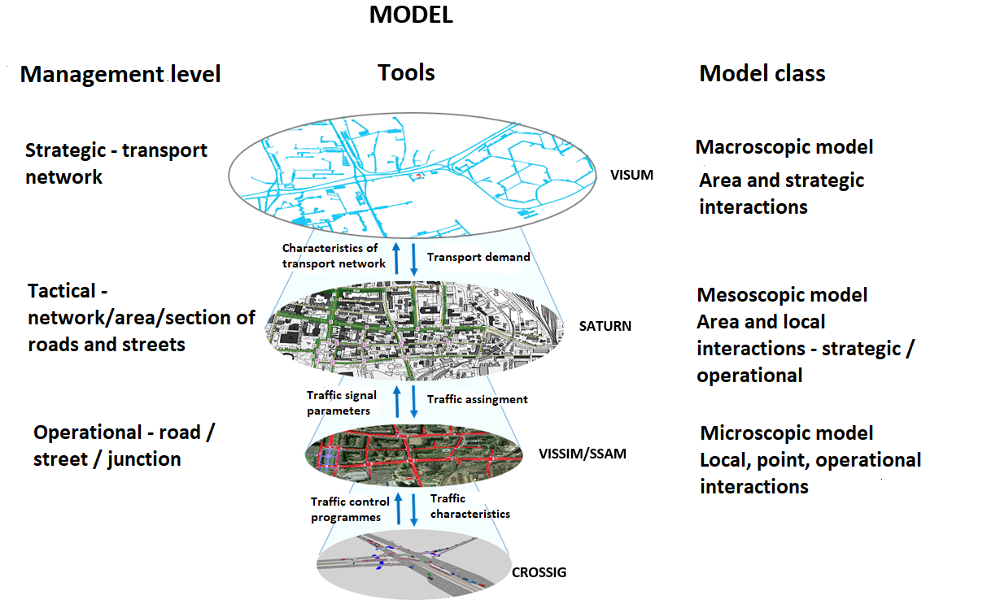 MODEL
Management level
Tools
Model class
Strategic - transport
network
VISUM
Macroscopic model
Area and strategic
interactions
Characteristics of
transport network
Transport demand
Tactical -
network/area/section of
roads and streets
SATURN
Mesoscopic model
Area and local
interactions - strategic /
operational
Traffic signal
parameters
Traffic assingment
Operational - road /
street / junction
VISSIM/SSAM
Microscopic model
Local, point, operational
interactions
Traffic control
programmes
Traffic
characteristics
CROSSIG